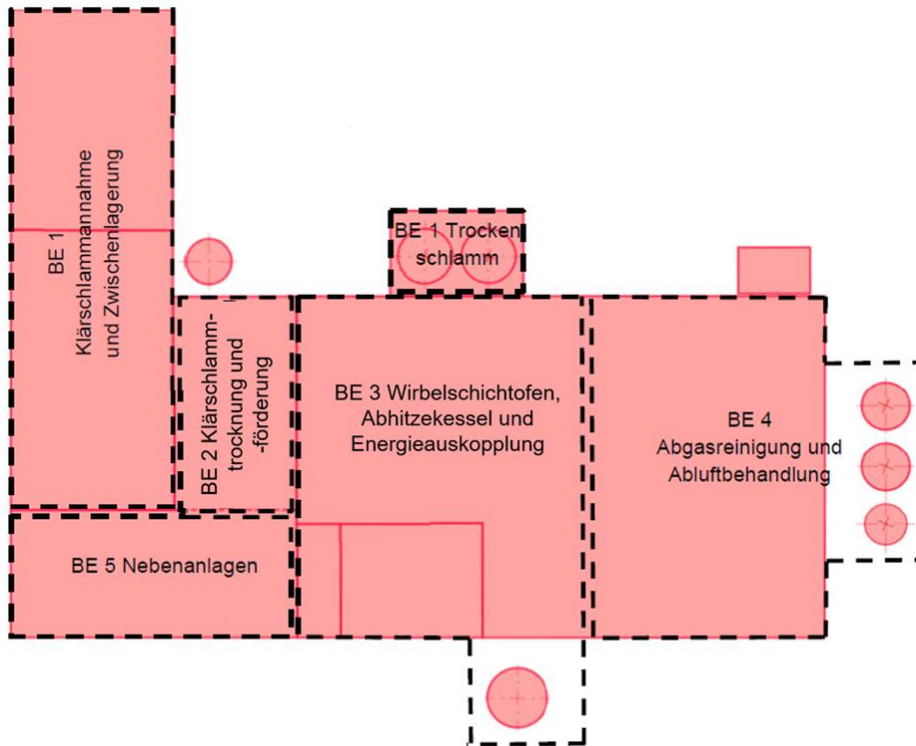 BE 1
Klärschlammannahme
und Zwischenlagerung
BE 1 Trocken
schlamm
BE 2 Klärschlamm-
trocknung und
-förderung
BE 3 Wirbelschichtofen,
Abhitzekessel und
Energieauskopplung
BE 4
Abgasreinigung und
Abluftbehandlung
BE 5 Nebenanlagen